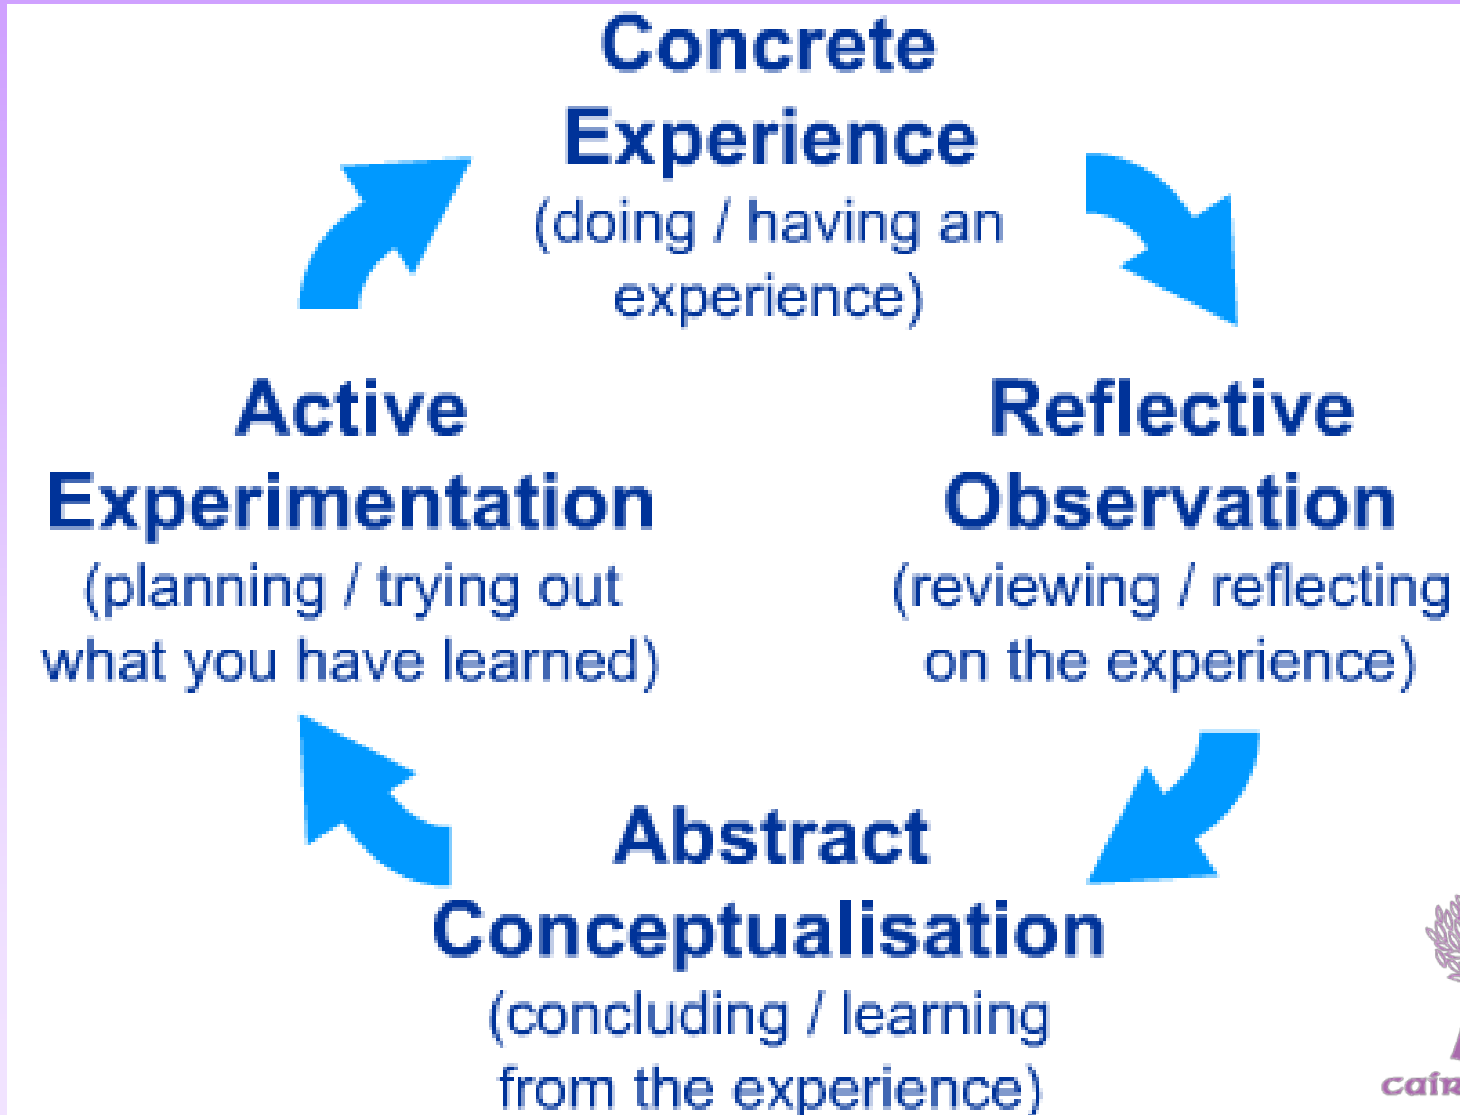 Concrete
Experience
(doing / having an
experience)
Active
Experimentation
(planning / trying out
what you have learned)
Reflective
Observation
(reviewing / reflecting
on the experience)
Abstract
Conceptualisation
(concluding / learning
from the experience)